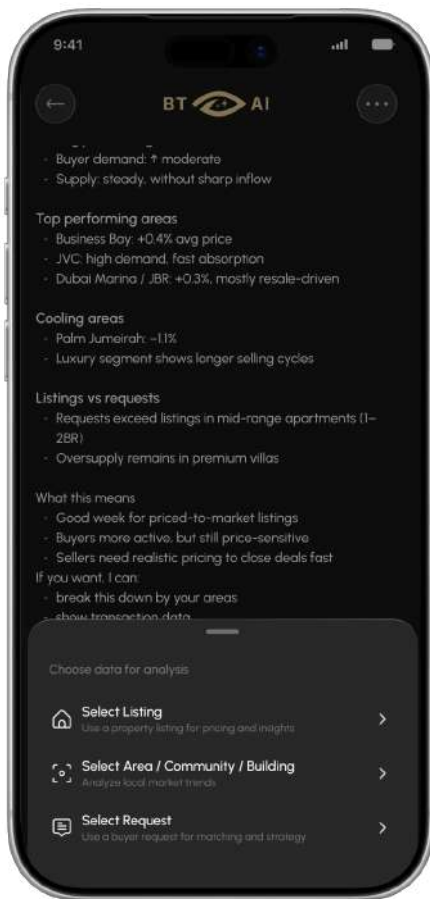 9:41
BT AI
- Buyer demand: ↑ moderate
- Supply: steady, without sharp inflow
Top performing areas
- Business Bay: +0.4% avg price
- JVC: high demand, fast absorption
- Dubai Marina / JBR: +0.3%, mostly resale-driven
Cooling areas
- Palm Jumeirah: –1.1%
- Luxury segment shows longer selling cycles
Listings vs requests
- Requests exceed listings in mid-range apartments (1–
2BR)
- Oversupply remains in premium villas
What this means
- Good week for priced-to-market listings
- Buyers more active, but still price-sensitive
- Sellers need realistic pricing to close deals fast
If you want, I can:
- break this down by your areas
- show transaction data
Choose data for analysis
Select Listing
Use a property listing for pricing and insights
Select Area / Community / Building
Analyze local market trends
Select Request
Use a buyer request for matching and strategy